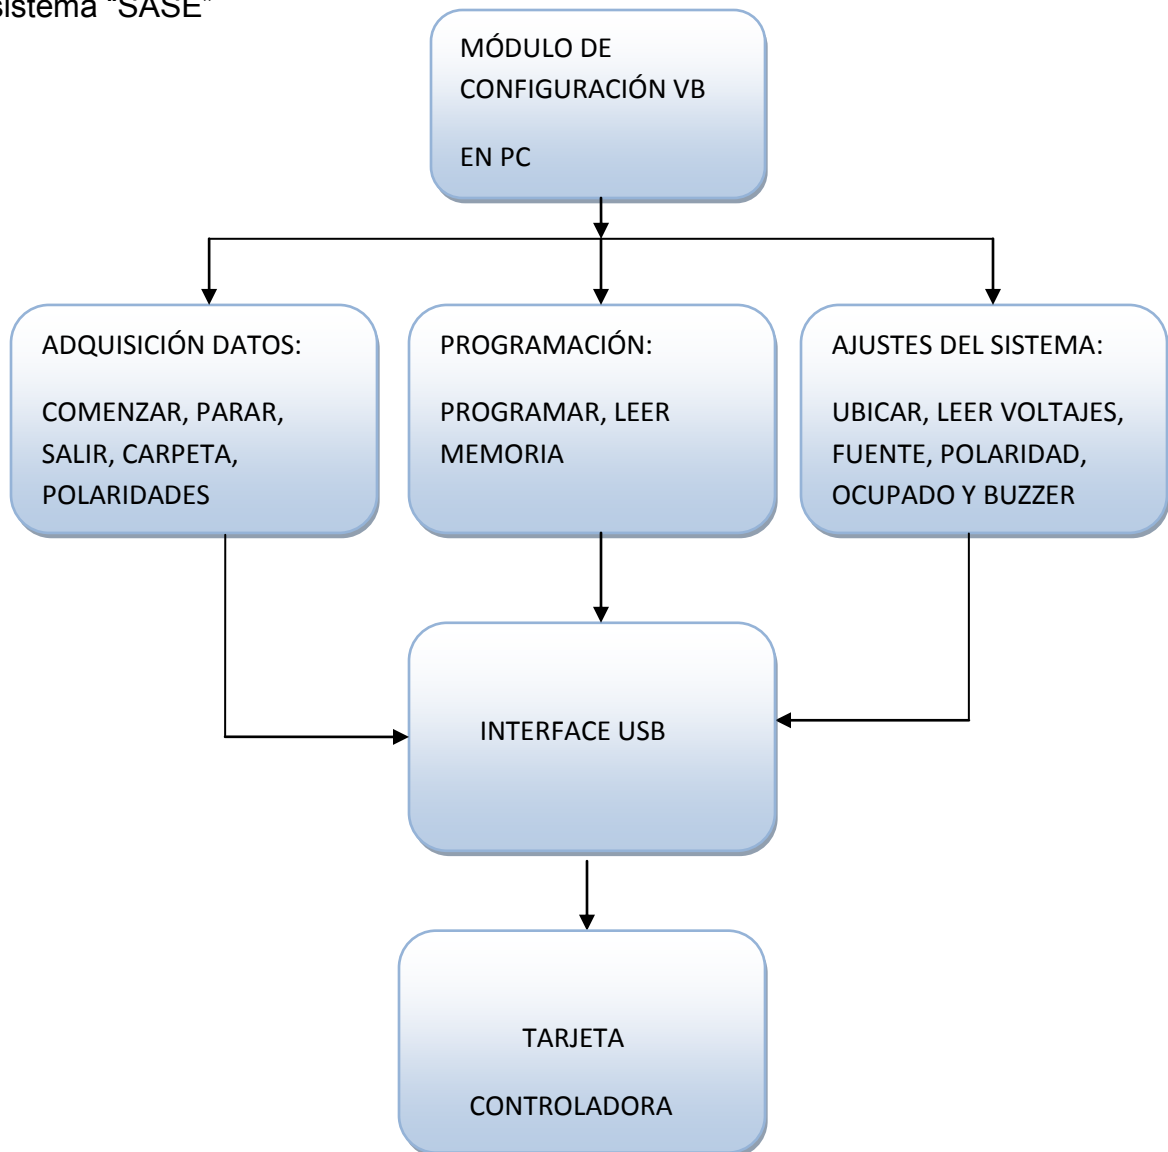 sistema “SASE”
MÓDULO DE
CONFIGURACIÓN VB
EN PC
ADQUISICIÓN DATOS:
COMENZAR, PARAR,
SALIR, CARPETA,
POLARIDADES
PROGRAMACIÓN:
PROGRAMAR, LEER
MEMORIA
AJUSTES DEL SISTEMA:
UBICAR, LEER VOLTAJES,
FUENTE, POLARIDAD,
OCUPADO Y BUZZER
INTERFACE USB
TARJETA
CONTROLADORA